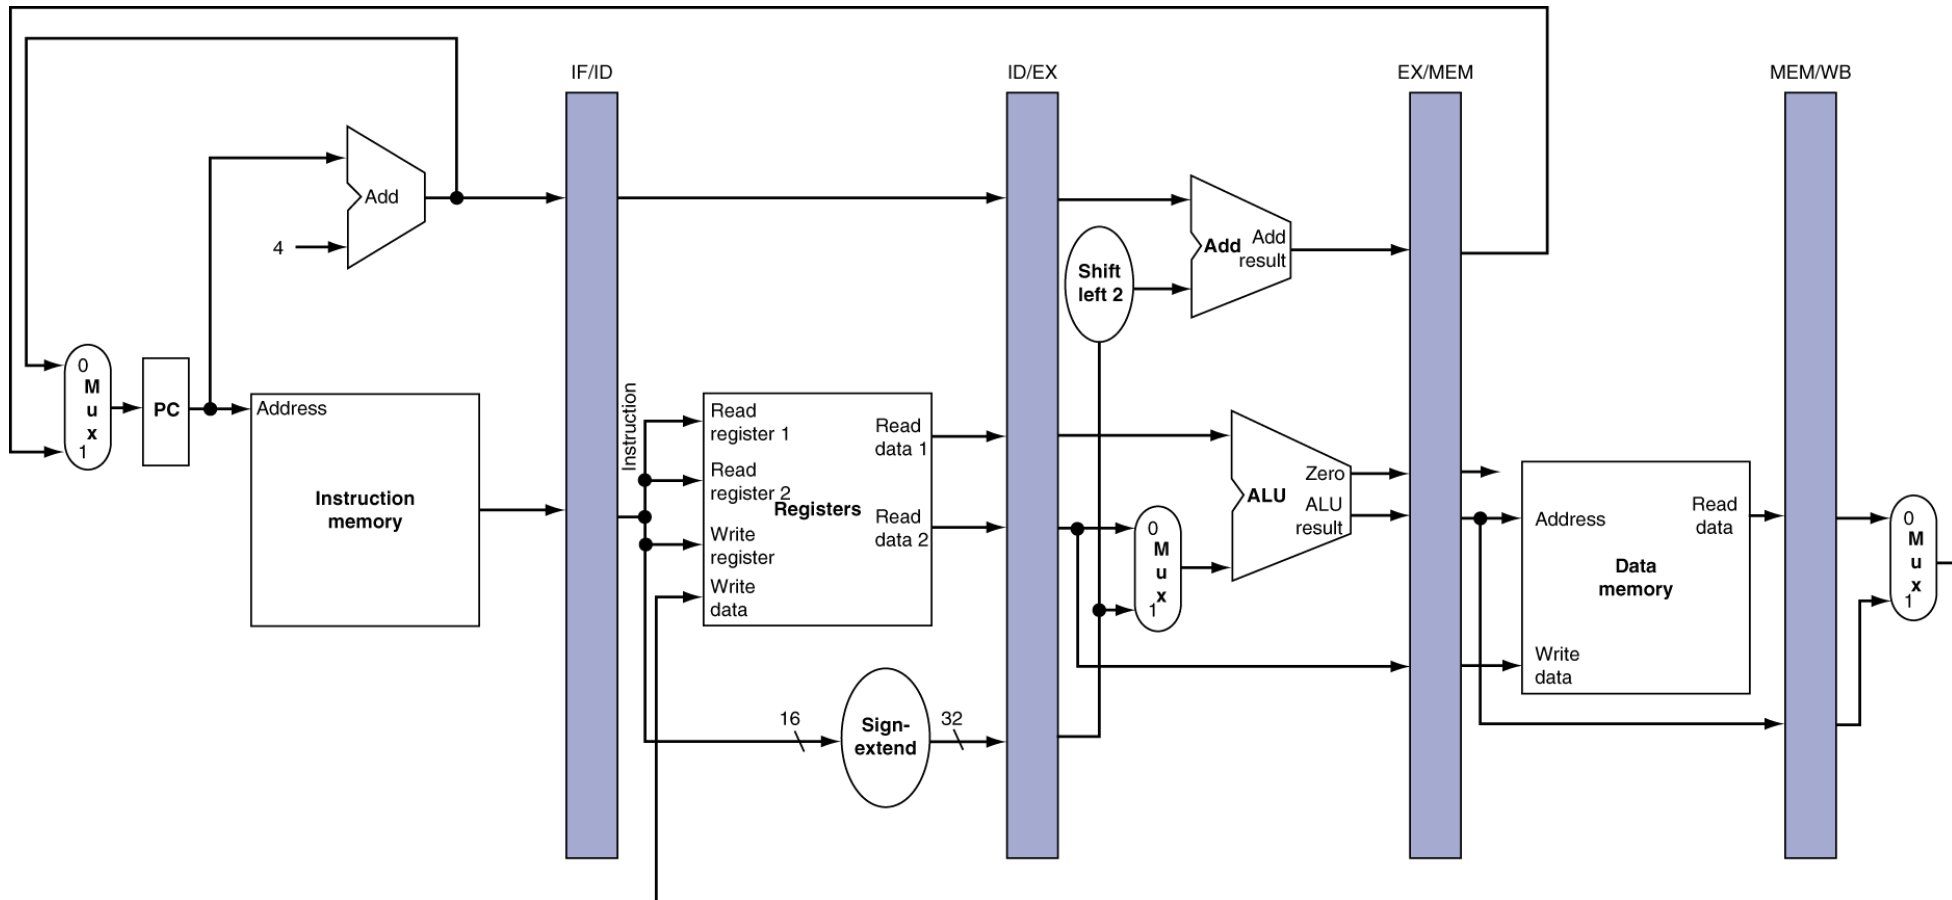 IF/ID
ID/EX
EX/MEM
MEM/WB
Add
4
0
M
u
x
1
PC
Address
Instruction
memory
Instruction
Read
register 1
Read
register 2
Write
register
Write
data
Registers
Read
data 1
Read
data 2
16
Sign-
extend
32
Shift
left 2
Add
Add
result
0
M
u
x
1
ALU
Zero
ALU
result
Address
Read
data
Data
memory
Write
data
0
M
u
x
1